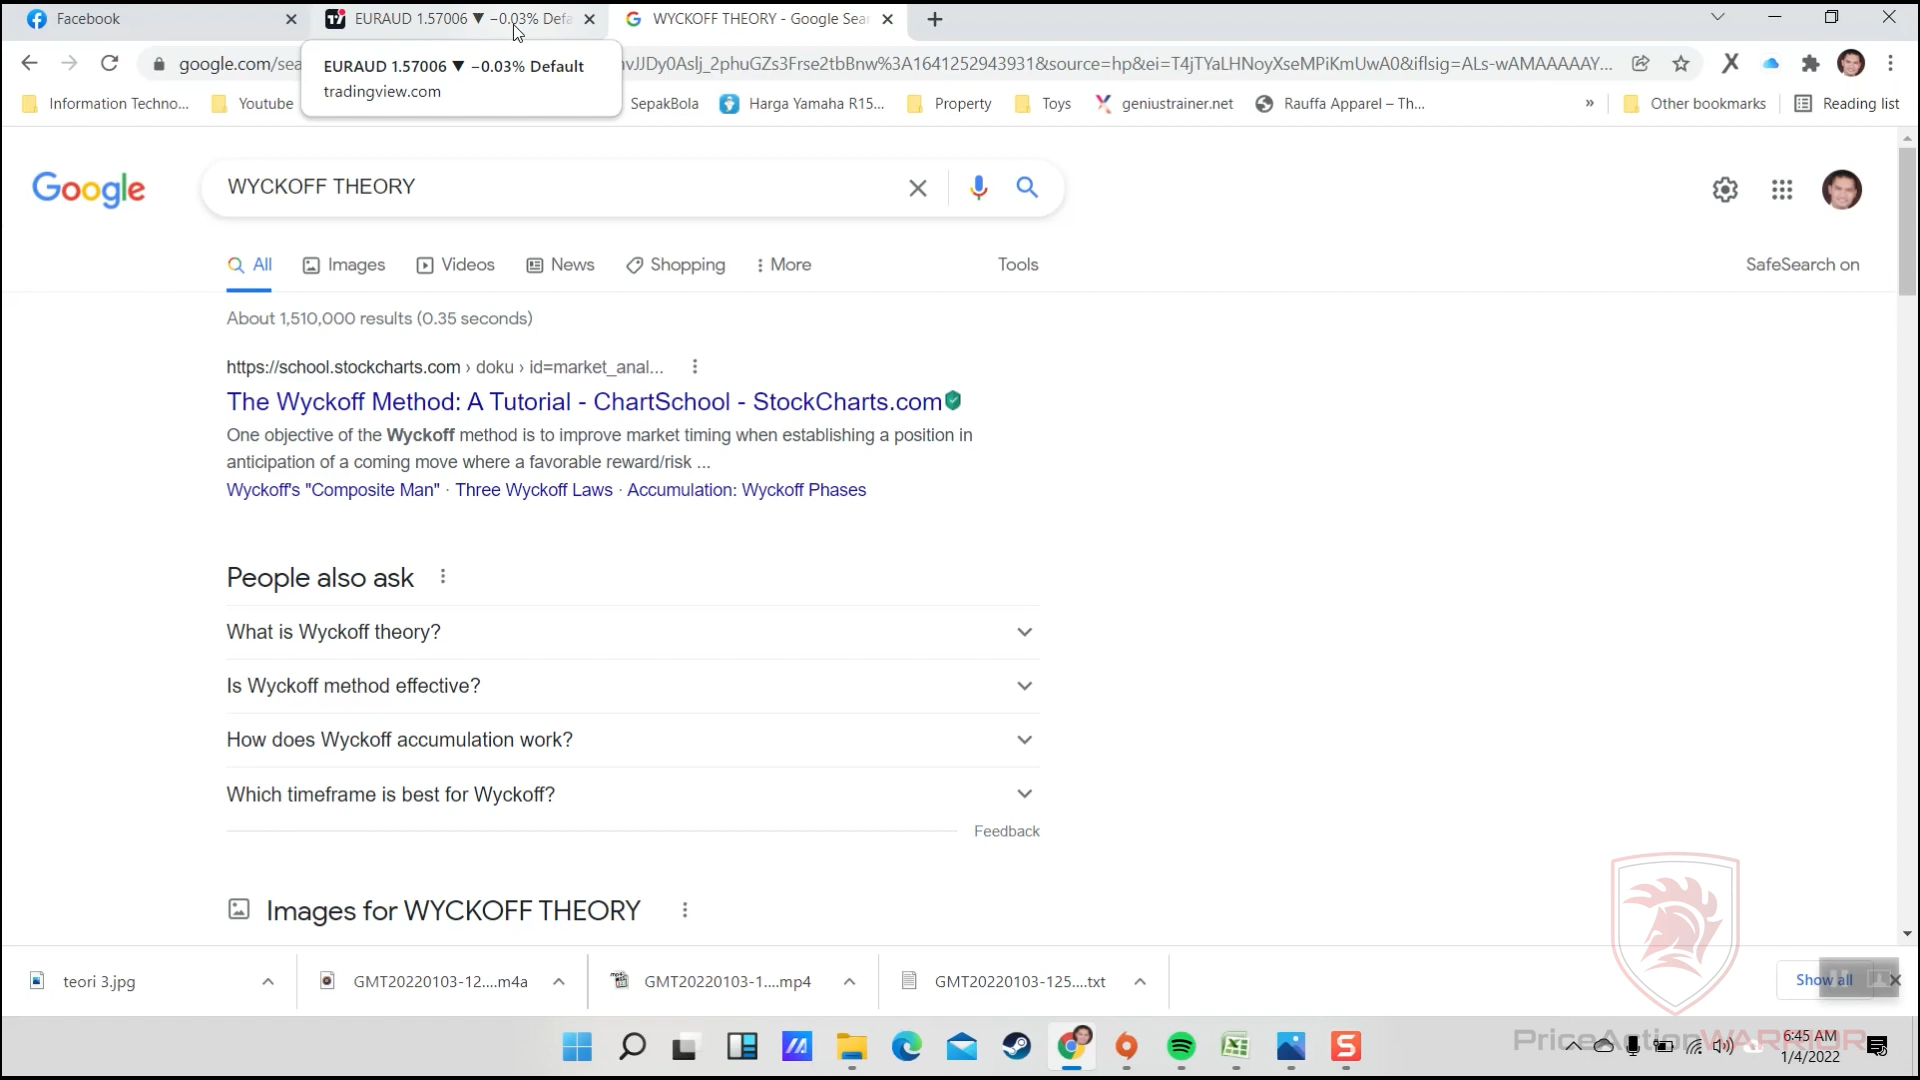 Facebook
EURAUD 1.57006 ▼ −0.03% Defa
WYCKOFF THEORY - Google Sear
google.com/sea
wJJDy0Aslj_2phuGZs3Frse2tbBnw%3A1641252943931&source=hp&ei=T4jTYaLHNoyXseMPiKmUwA0&iflsig=ALs-wAMAAAAAY...
EURAUD 1.57006 ▼ −0.03% Default
tradingview.com
Information Techno...
Youtube
SepakBola
Harga Yamaha R15...
Property
Toys
geniustrainer.net
Rauffa Apparel – Th...
»
Other bookmarks
Reading list
Google
WYCKOFF THEORY
All
Images
Videos
News
Shopping
More
Tools
SafeSearch on
About 1,510,000 results (0.35 seconds)
https://school.stockcharts.com › doku › id=market_anal...
The Wyckoff Method: A Tutorial - ChartSchool - StockCharts.com
One objective of the Wyckoff method is to improve market timing when establishing a position in
anticipation of a coming move where a favorable reward/risk ...
Wyckoff's "Composite Man" · Three Wyckoff Laws · Accumulation: Wyckoff Phases
People also ask
What is Wyckoff theory?
Is Wyckoff method effective?
How does Wyckoff accumulation work?
Which timeframe is best for Wyckoff?
Feedback
Images for WYCKOFF THEORY
teori 3.jpg
GMT20220103-12....m4a
GMT20220103-1....mp4
GMT20220103-125....txt
Show all
PriceActionWARRIOR
6:45 AM
1/4/2022